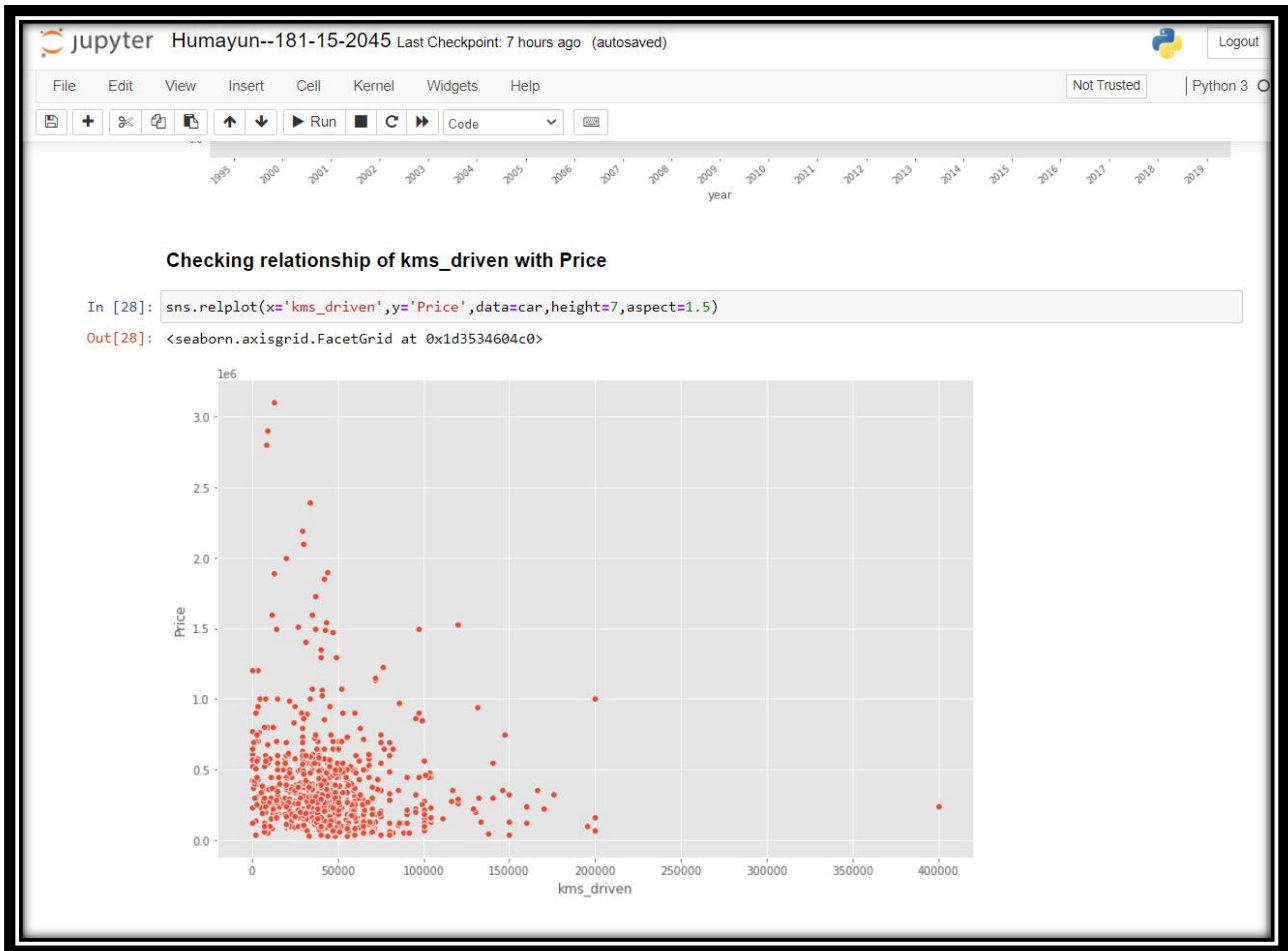 jupyter Humayun--181-15-2045 Last Checkpoint: 7 hours ago (autosaved)
Logout
File Edit View Insert Cell Kernel Widgets Help
Not Trusted Python 3
Run Code
1995 2000 2001 2002 2003 2004 2005 2006 2007 2008 2009 2010 2011 2012 2013 2014 2015 2016 2017 2018 2019
year
Checking relationship of kms_driven with Price
In [28]: sns.relplot(x='kms_driven',y='Price',data=car,height=7,aspect=1.5)
Out[28]: <seaborn.axisgrid.FacetGrid at 0x1d3534604c0>
1e6
3.0
2.5
2.0
Price
1.5
1.0
0.5
0.0
0 50000 100000 150000 200000 250000 300000 350000 400000
kms_driven